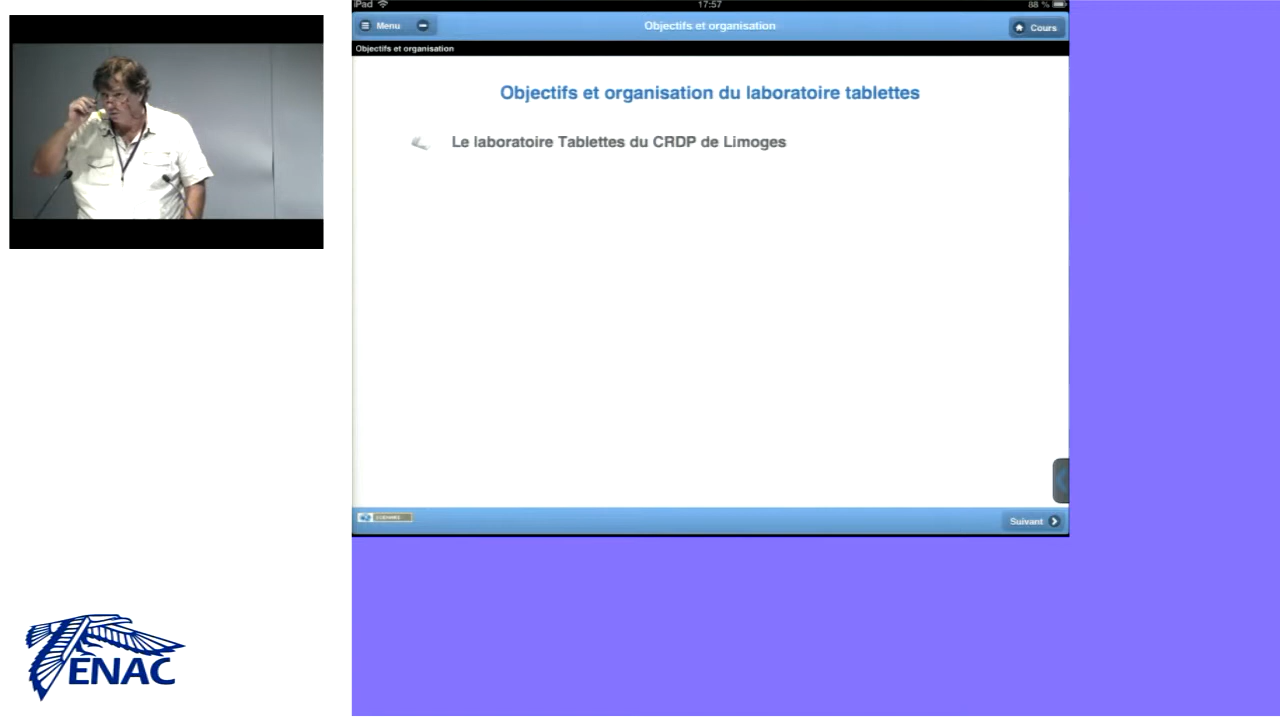 iPad
17:57
88 %
Menu
Objectifs et organisation
Cours
Objectifs et organisation
Objectifs et organisation du laboratoire tablettes
Le laboratoire Tablettes du CRDP de Limoges
Suivant
ENAC